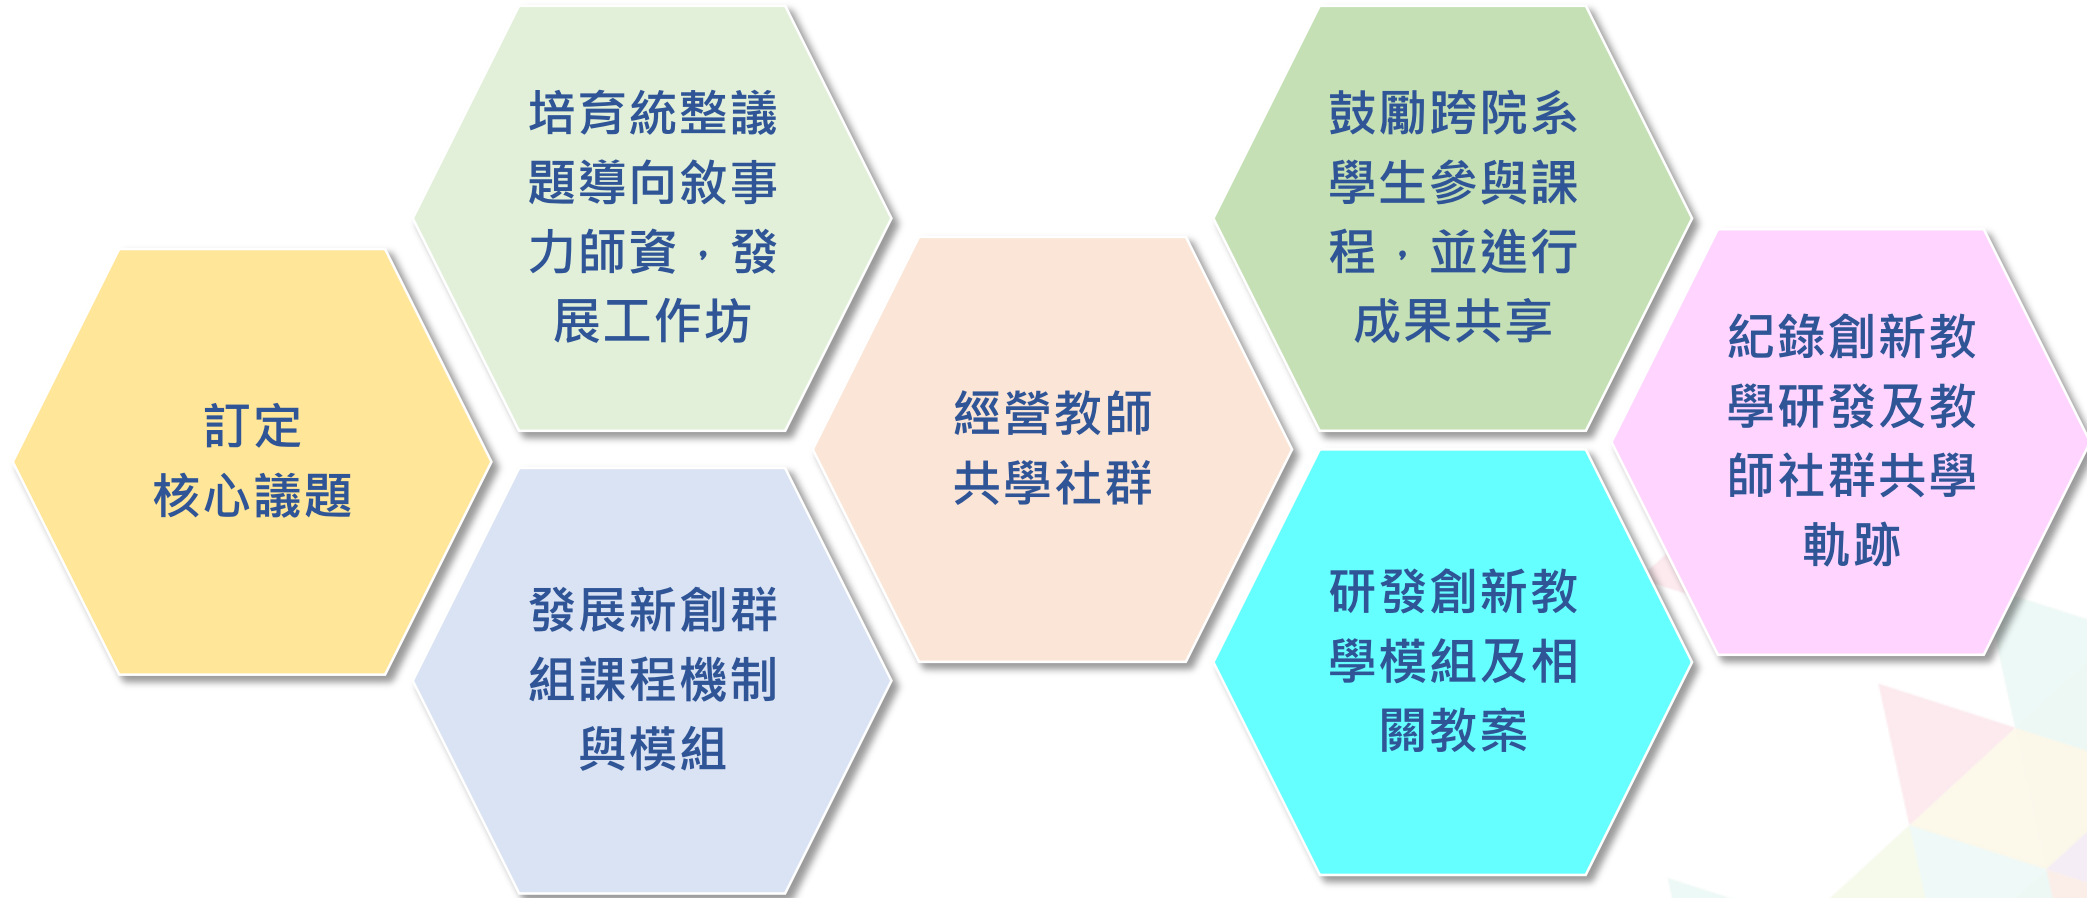 訂定
核心議題
培育統整議
題導向敘事
力師資，發
展工作坊
發展新創群
組課程機制
與模組
經營教師
共學社群
鼓勵跨院系
學生參與課
程，並進行
成果共享
研發創新教
學模組及相
關教案
紀錄創新教
學研發及教
師社群共學
軌跡